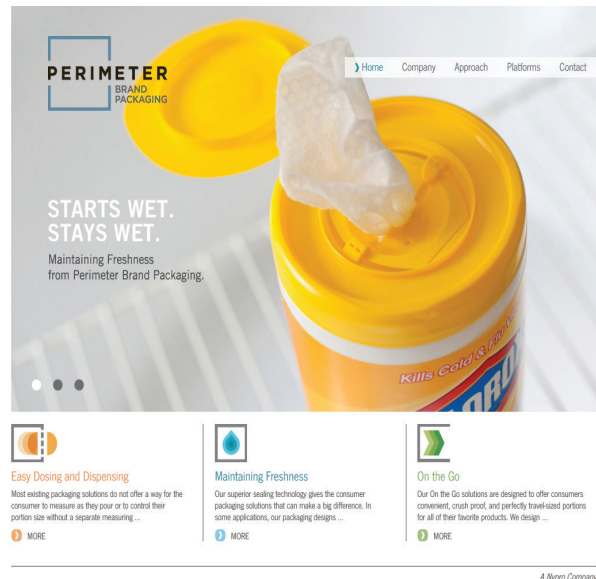 PERIMETER
BRAND
PACKAGING
Home Company Approach Platforms Contact
STARTS WET.
STAYS WET.
Maintaining Freshness
from Perimeter Brand Packaging.
Kills Cold & Flu
Easy Dosing and Dispensing
Most existing packaging solutions do not offer a way for the
consumer to measure as they pour or to control their
portion size without a separate measuring ...
MORE
Maintaining Freshness
Our superior sealing technology gives the consumer
packaging solutions that can make a big difference. In
some applications, our packaging designs ...
MORE
On the Go
Our On the Go solutions are designed to offer consumers
convenient, crush proof, and perfectly travel-sized portions
for all of their favorite products. We design ...
MORE
A Nypro Company